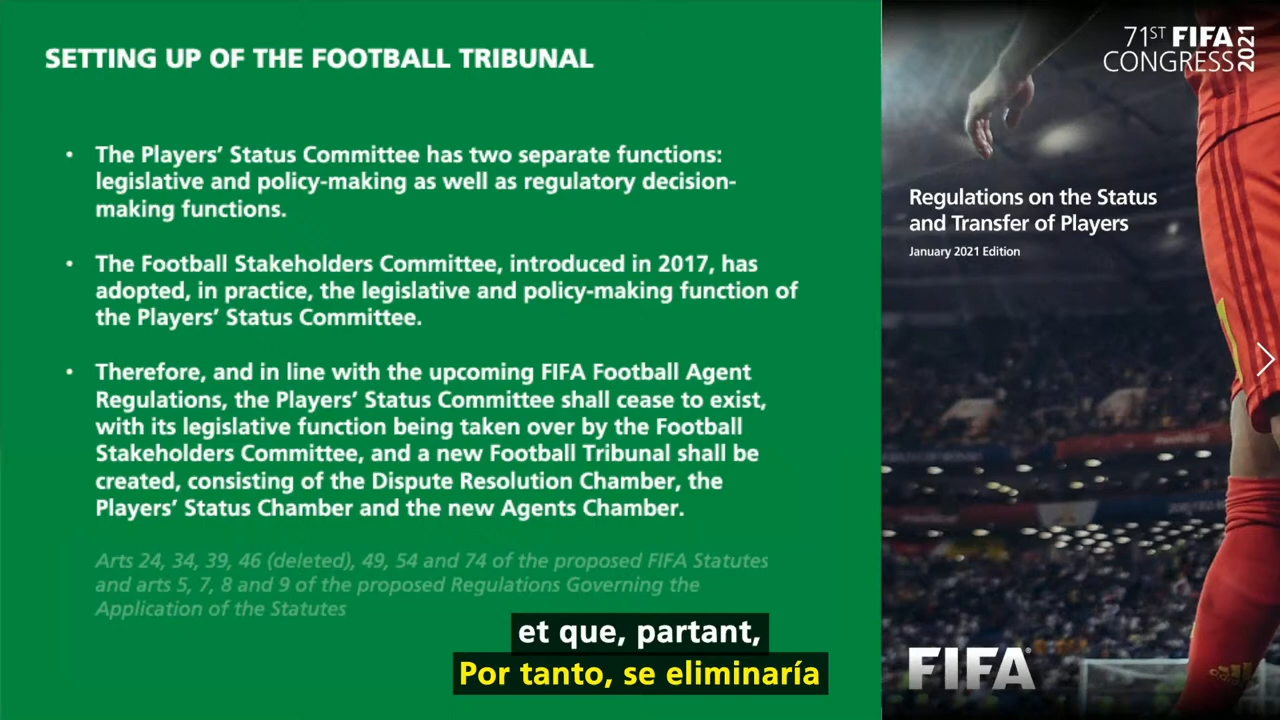 SETTING UP OF THE FOOTBALL TRIBUNAL
• The Players’ Status Committee has two separate functions:
legislative and policy-making as well as regulatory decision-
making functions.
• The Football Stakeholders Committee, introduced in 2017, has
adopted, in practice, the legislative and policy-making function of
the Players’ Status Committee.
• Therefore, and in line with the upcoming FIFA Football Agent
Regulations, the Players’ Status Committee shall cease to exist,
with its legislative function being taken over by the Football
Stakeholders Committee, and a new Football Tribunal shall be
created, consisting of the Dispute Resolution Chamber, the
Players’ Status Chamber and the new Agents Chamber.
Arts 24, 34, 39, 46 (deleted), 49, 54 and 74 of the proposed FIFA Statutes
and arts 5, 7, 8 and 9 of the proposed Regulations Governing the
Application of the Statutes
et que, partant,
Por tanto, se eliminaría
71ST FIFA
CONGRESS
2021
Regulations on the Status
and Transfer of Players
January 2021 Edition
FIFA®